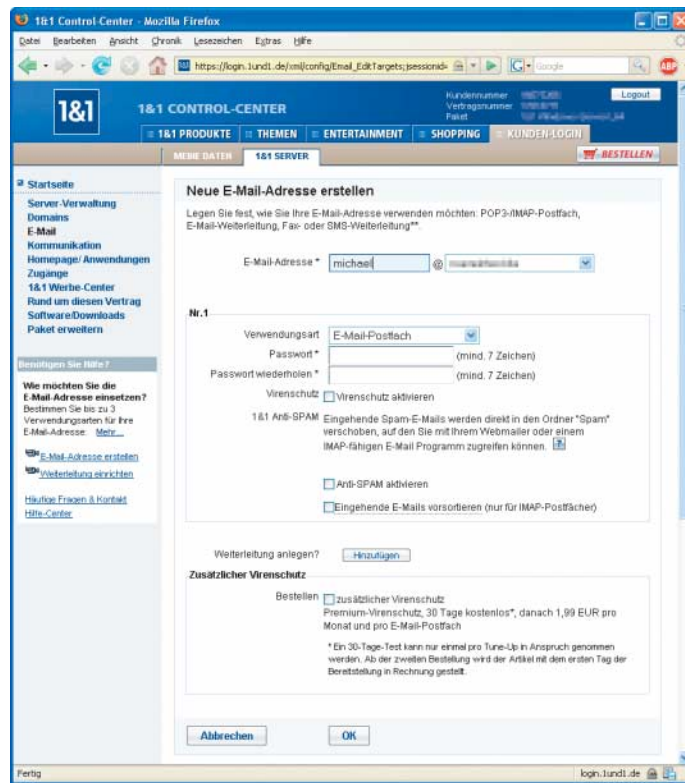 1&1 Control-Center - Mozilla Firefox
Datei Bearbeiten Ansicht Chronik Lesezeichen Extras Hilfe
https://login.1und1.de/xml/config/Email_EditTargets;jsessionid=
Google
ABP
1&1
1&1 CONTROL-CENTER
Kundennummer
Vertragsnummer
Paket
Logout
1&1 PRODUKTE THEMEN ENTERTAINMENT SHOPPING KUNDEN-LOGIN
MEINE DATEN 1&1 SERVER BESTELLEN
Startseite
Server-Verwaltung
Domains
E-Mail
Kommunikation
Homepage/Anwendungen
Zugänge
1&1 Werbe-Center
Rund um diesen Vertrag
Software/Downloads
Paket erweitern
Benötigen Sie Hilfe?
Wie möchten Sie die
E-Mail-Adresse einsetzen?
Bestimmen Sie bis zu 3
Verwendungsarten für Ihre
E-Mail-Adresse. Mehr...
E-Mail-Adresse erstellen
Weiterleitung einrichten
Häufige Fragen & Kontakt
Hilfe-Center
Neue E-Mail-Adresse erstellen
Legen Sie fest, wie Sie Ihre E-Mail-Adresse verwenden möchten: POP3-/IMAP-Postfach,
E-Mail-Weiterleitung, Fax- oder SMS-Weiterleitung**.
E-Mail-Adresse * michael @
Nr.1
Verwendungsart E-Mail-Postfach
Passwort * (mind. 7 Zeichen)
Passwort wiederholen * (mind. 7 Zeichen)
Virenschutz Virenschutz aktivieren
1&1 Anti-SPAM Eingehende Spam-E-Mails werden direkt in den Ordner "Spam"
verschoben, auf den Sie mit Ihrem Webmailer oder einem
IMAP-fähigen E-Mail Programm zugreifen können. ?
Anti-SPAM aktivieren
Eingehende E-Mails vorsortieren (nur für IMAP-Postfächer)
Weiterleitung anlegen? Hinzufügen
Zusätzlicher Virenschutz
Bestellen zusätzlicher Virenschutz
Premium-Virenschutz, 30 Tage kostenlos*, danach 1,99 EUR pro
Monat und pro E-Mail-Postfach
* Ein 30-Tage-Test kann nur einmal pro Tune-Up in Anspruch genommen
werden. Ab der zweiten Bestellung wird der Artikel mit dem ersten Tag der
Bereitstellung in Rechnung gestellt.
Abbrechen OK
Fertig login.1und1.de